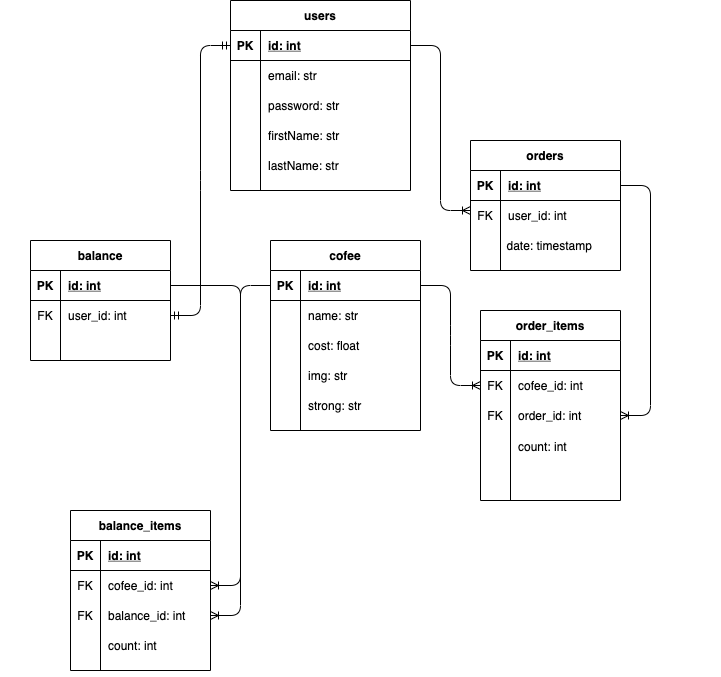 users
PK id: int
email: str
password: str
firstName: str
lastName: str
orders
PK id: int
FK user_id: int
date: timestamp
balance
PK id: int
FK user_id: int
cofee
PK id: int
name: str
cost: float
img: str
strong: str
order_items
PK id: int
FK cofee_id: int
FK order_id: int
count: int
balance_items
PK id: int
FK cofee_id: int
FK balance_id: int
count: int